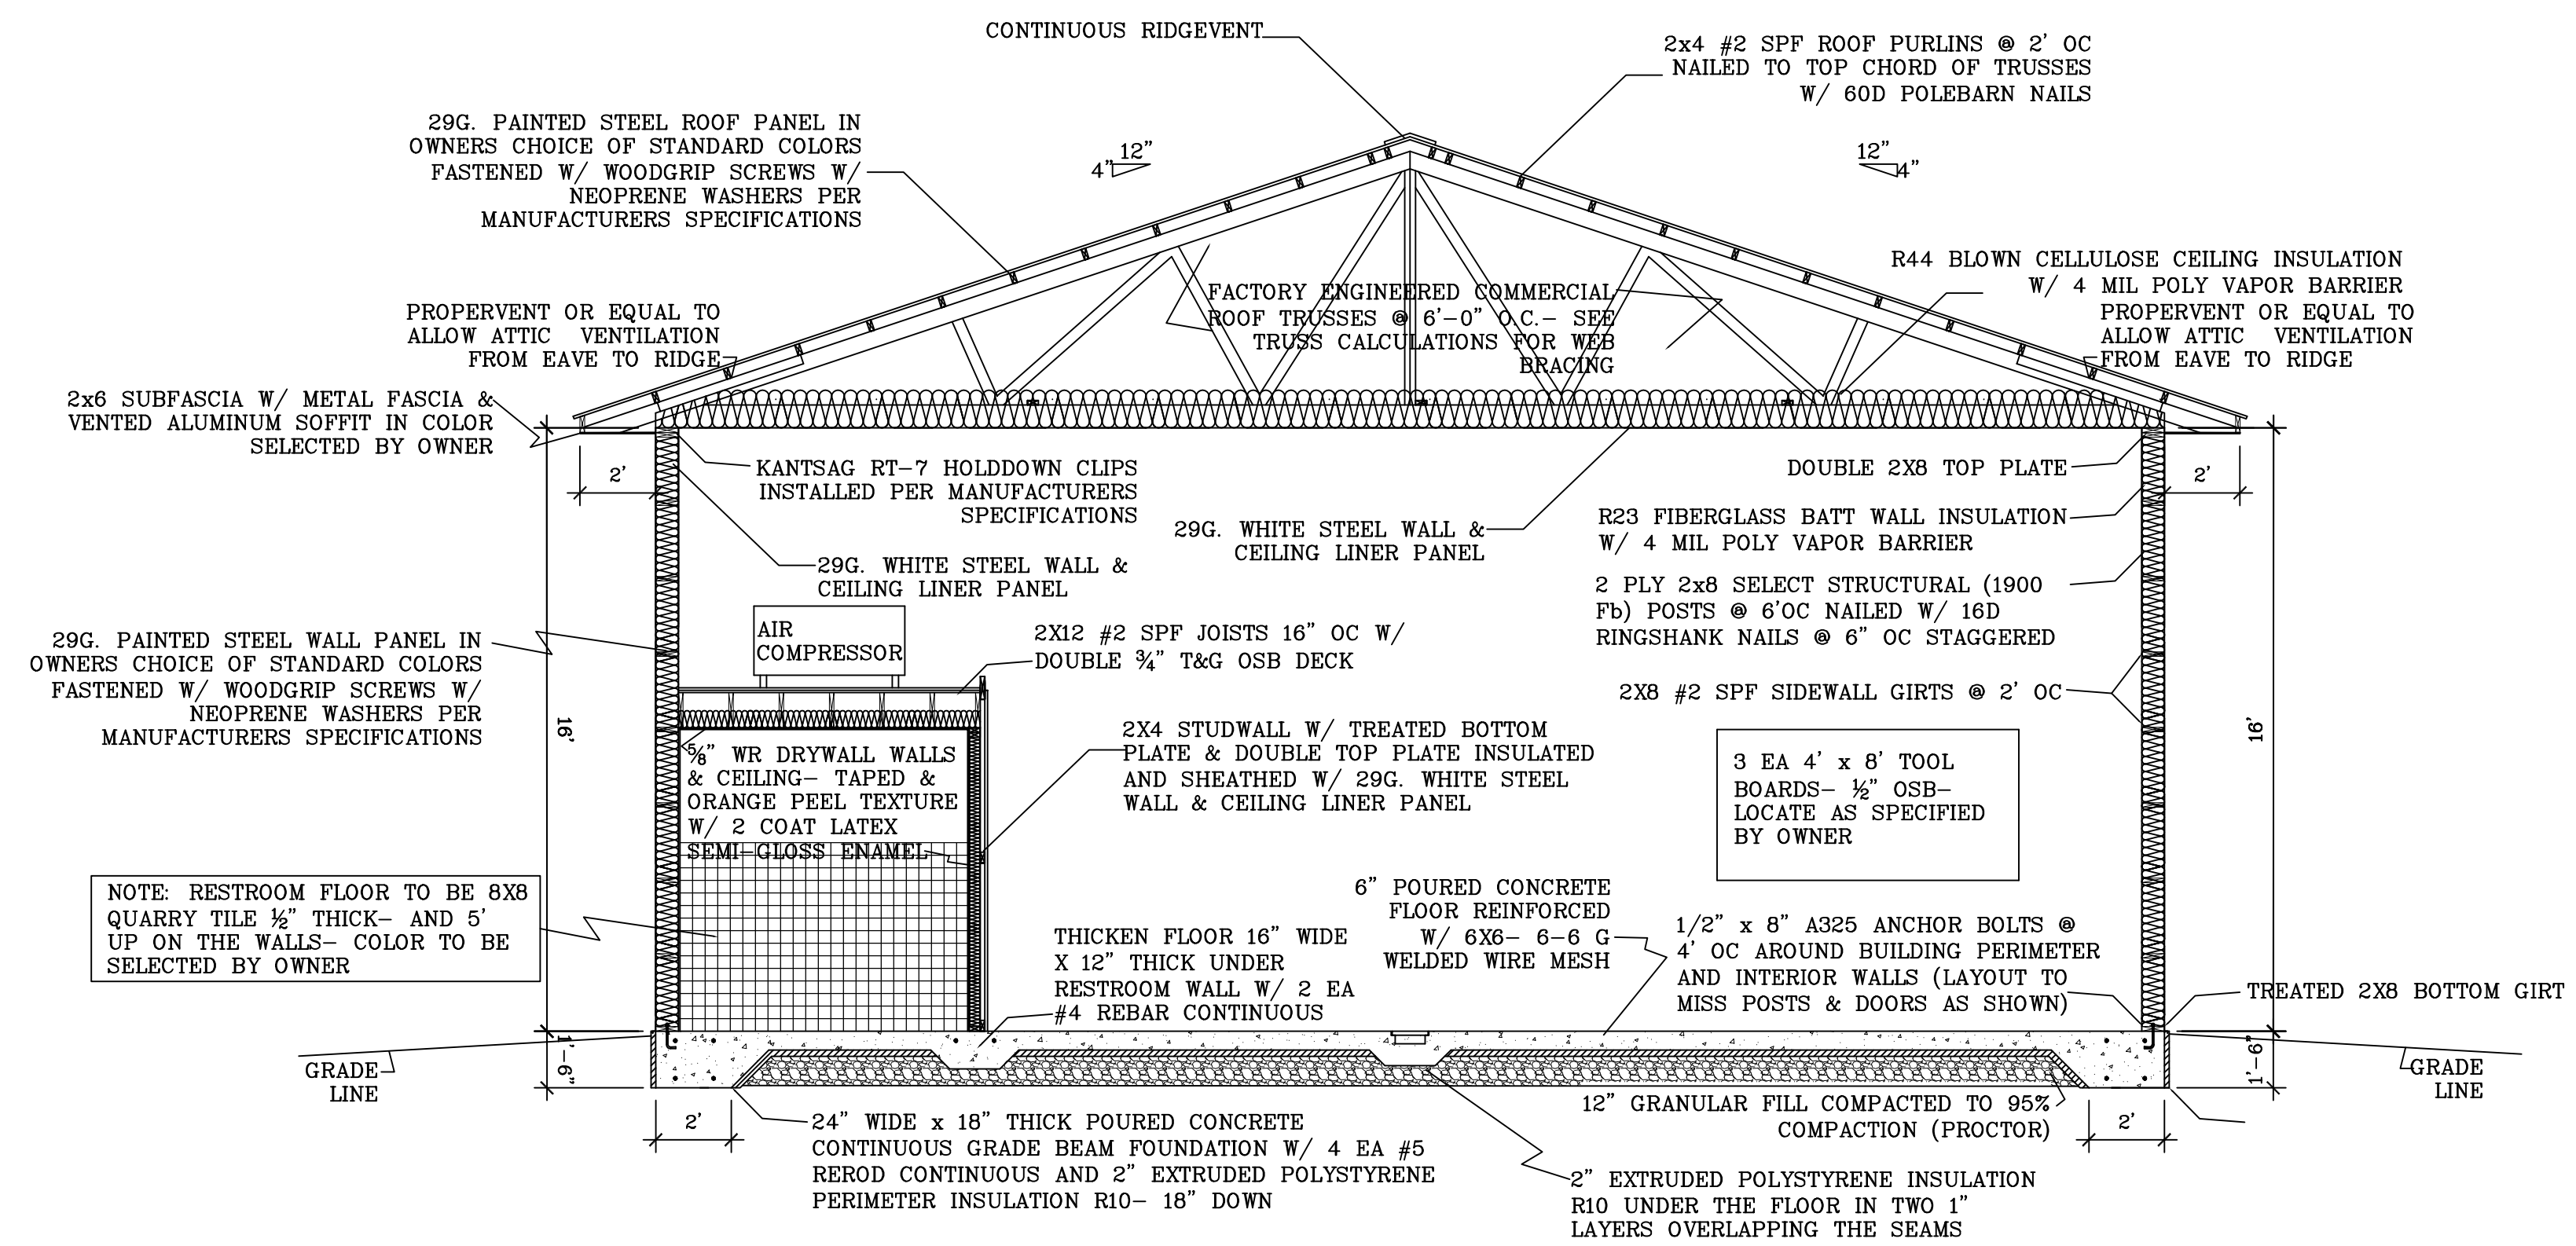 CONTINUOUS RIDGEVENT
2x4 #2 SPF ROOF PURLINS @ 2' OC
NAILED TO TOP CHORD OF TRUSSES
W/ 60D POLEBARN NAILS
29G. PAINTED STEEL ROOF PANEL IN
OWNERS CHOICE OF STANDARD COLORS
FASTENED W/ WOODGRIP SCREWS W/
NEOPRENE WASHERS PER
MANUFACTURERS SPECIFICATIONS
12"
4"
12"
4"
R44 BLOWN CELLULOSE CEILING INSULATION
W/ 4 MIL POLY VAPOR BARRIER
PROPERVENT OR EQUAL TO
ALLOW ATTIC VENTILATION
FROM EAVE TO RIDGE
FACTORY ENGINEERED COMMERCIAL
ROOF TRUSSES @ 6'-0" O.C.- SEE
TRUSS CALCULATIONS FOR WEB
BRACING
PROPERVENT OR EQUAL TO
ALLOW ATTIC VENTILATION
FROM EAVE TO RIDGE
2x6 SUBFASCIA W/ METAL FASCIA &
VENTED ALUMINUM SOFFIT IN COLOR
SELECTED BY OWNER
2'
KANTSAG RT-7 HOLDDOWN CLIPS
INSTALLED PER MANUFACTURERS
SPECIFICATIONS
DOUBLE 2X8 TOP PLATE
2'
29G. WHITE STEEL WALL &
CEILING LINER PANEL
R23 FIBERGLASS BATT WALL INSULATION
W/ 4 MIL POLY VAPOR BARRIER
29G. WHITE STEEL WALL &
CEILING LINER PANEL
2 PLY 2x8 SELECT STRUCTURAL (1900
Fb) POSTS @ 6'OC NAILED W/ 16D
RINGSHANK NAILS @ 6" OC STAGGERED
AIR
COMPRESSOR
2X12 #2 SPF JOISTS 16" OC W/
DOUBLE ¾" T&G OSB DECK
29G. PAINTED STEEL WALL PANEL IN
OWNERS CHOICE OF STANDARD COLORS
FASTENED W/ WOODGRIP SCREWS W/
NEOPRENE WASHERS PER
MANUFACTURERS SPECIFICATIONS
16'
2X8 #2 SPF SIDEWALL GIRTS @ 2' OC
16'
2X4 STUDWALL W/ TREATED BOTTOM
PLATE & DOUBLE TOP PLATE INSULATED
AND SHEATHED W/ 29G. WHITE STEEL
WALL & CEILING LINER PANEL
⅝" WR DRYWALL WALLS
& CEILING- TAPED &
ORANGE PEEL TEXTURE
W/ 2 COAT LATEX
SEMI-GLOSS ENAMEL
3 EA 4' x 8' TOOL
BOARDS- ½" OSB-
LOCATE AS SPECIFIED
BY OWNER
NOTE: RESTROOM FLOOR TO BE 8X8
QUARRY TILE ½" THICK- AND 5'
UP ON THE WALLS- COLOR TO BE
SELECTED BY OWNER
6" POURED CONCRETE
FLOOR REINFORCED
W/ 6X6- 6-6 G
WELDED WIRE MESH
1/2" x 8" A325 ANCHOR BOLTS @
4' OC AROUND BUILDING PERIMETER
AND INTERIOR WALLS (LAYOUT TO
MISS POSTS & DOORS AS SHOWN)
THICKEN FLOOR 16" WIDE
X 12" THICK UNDER
RESTROOM WALL W/ 2 EA
#4 REBAR CONTINUOUS
TREATED 2X8 BOTTOM GIRT
GRADE
LINE
1'-6"
1'-6"
GRADE
LINE
2'
24" WIDE x 18" THICK POURED CONCRETE
CONTINUOUS GRADE BEAM FOUNDATION W/ 4 EA #5
REROD CONTINUOUS AND 2" EXTRUDED POLYSTYRENE
PERIMETER INSULATION R10- 18" DOWN
12" GRANULAR FILL COMPACTED TO 95%
COMPACTION (PROCTOR)
2'
2" EXTRUDED POLYSTYRENE INSULATION
R10 UNDER THE FLOOR IN TWO 1"
LAYERS OVERLAPPING THE SEAMS